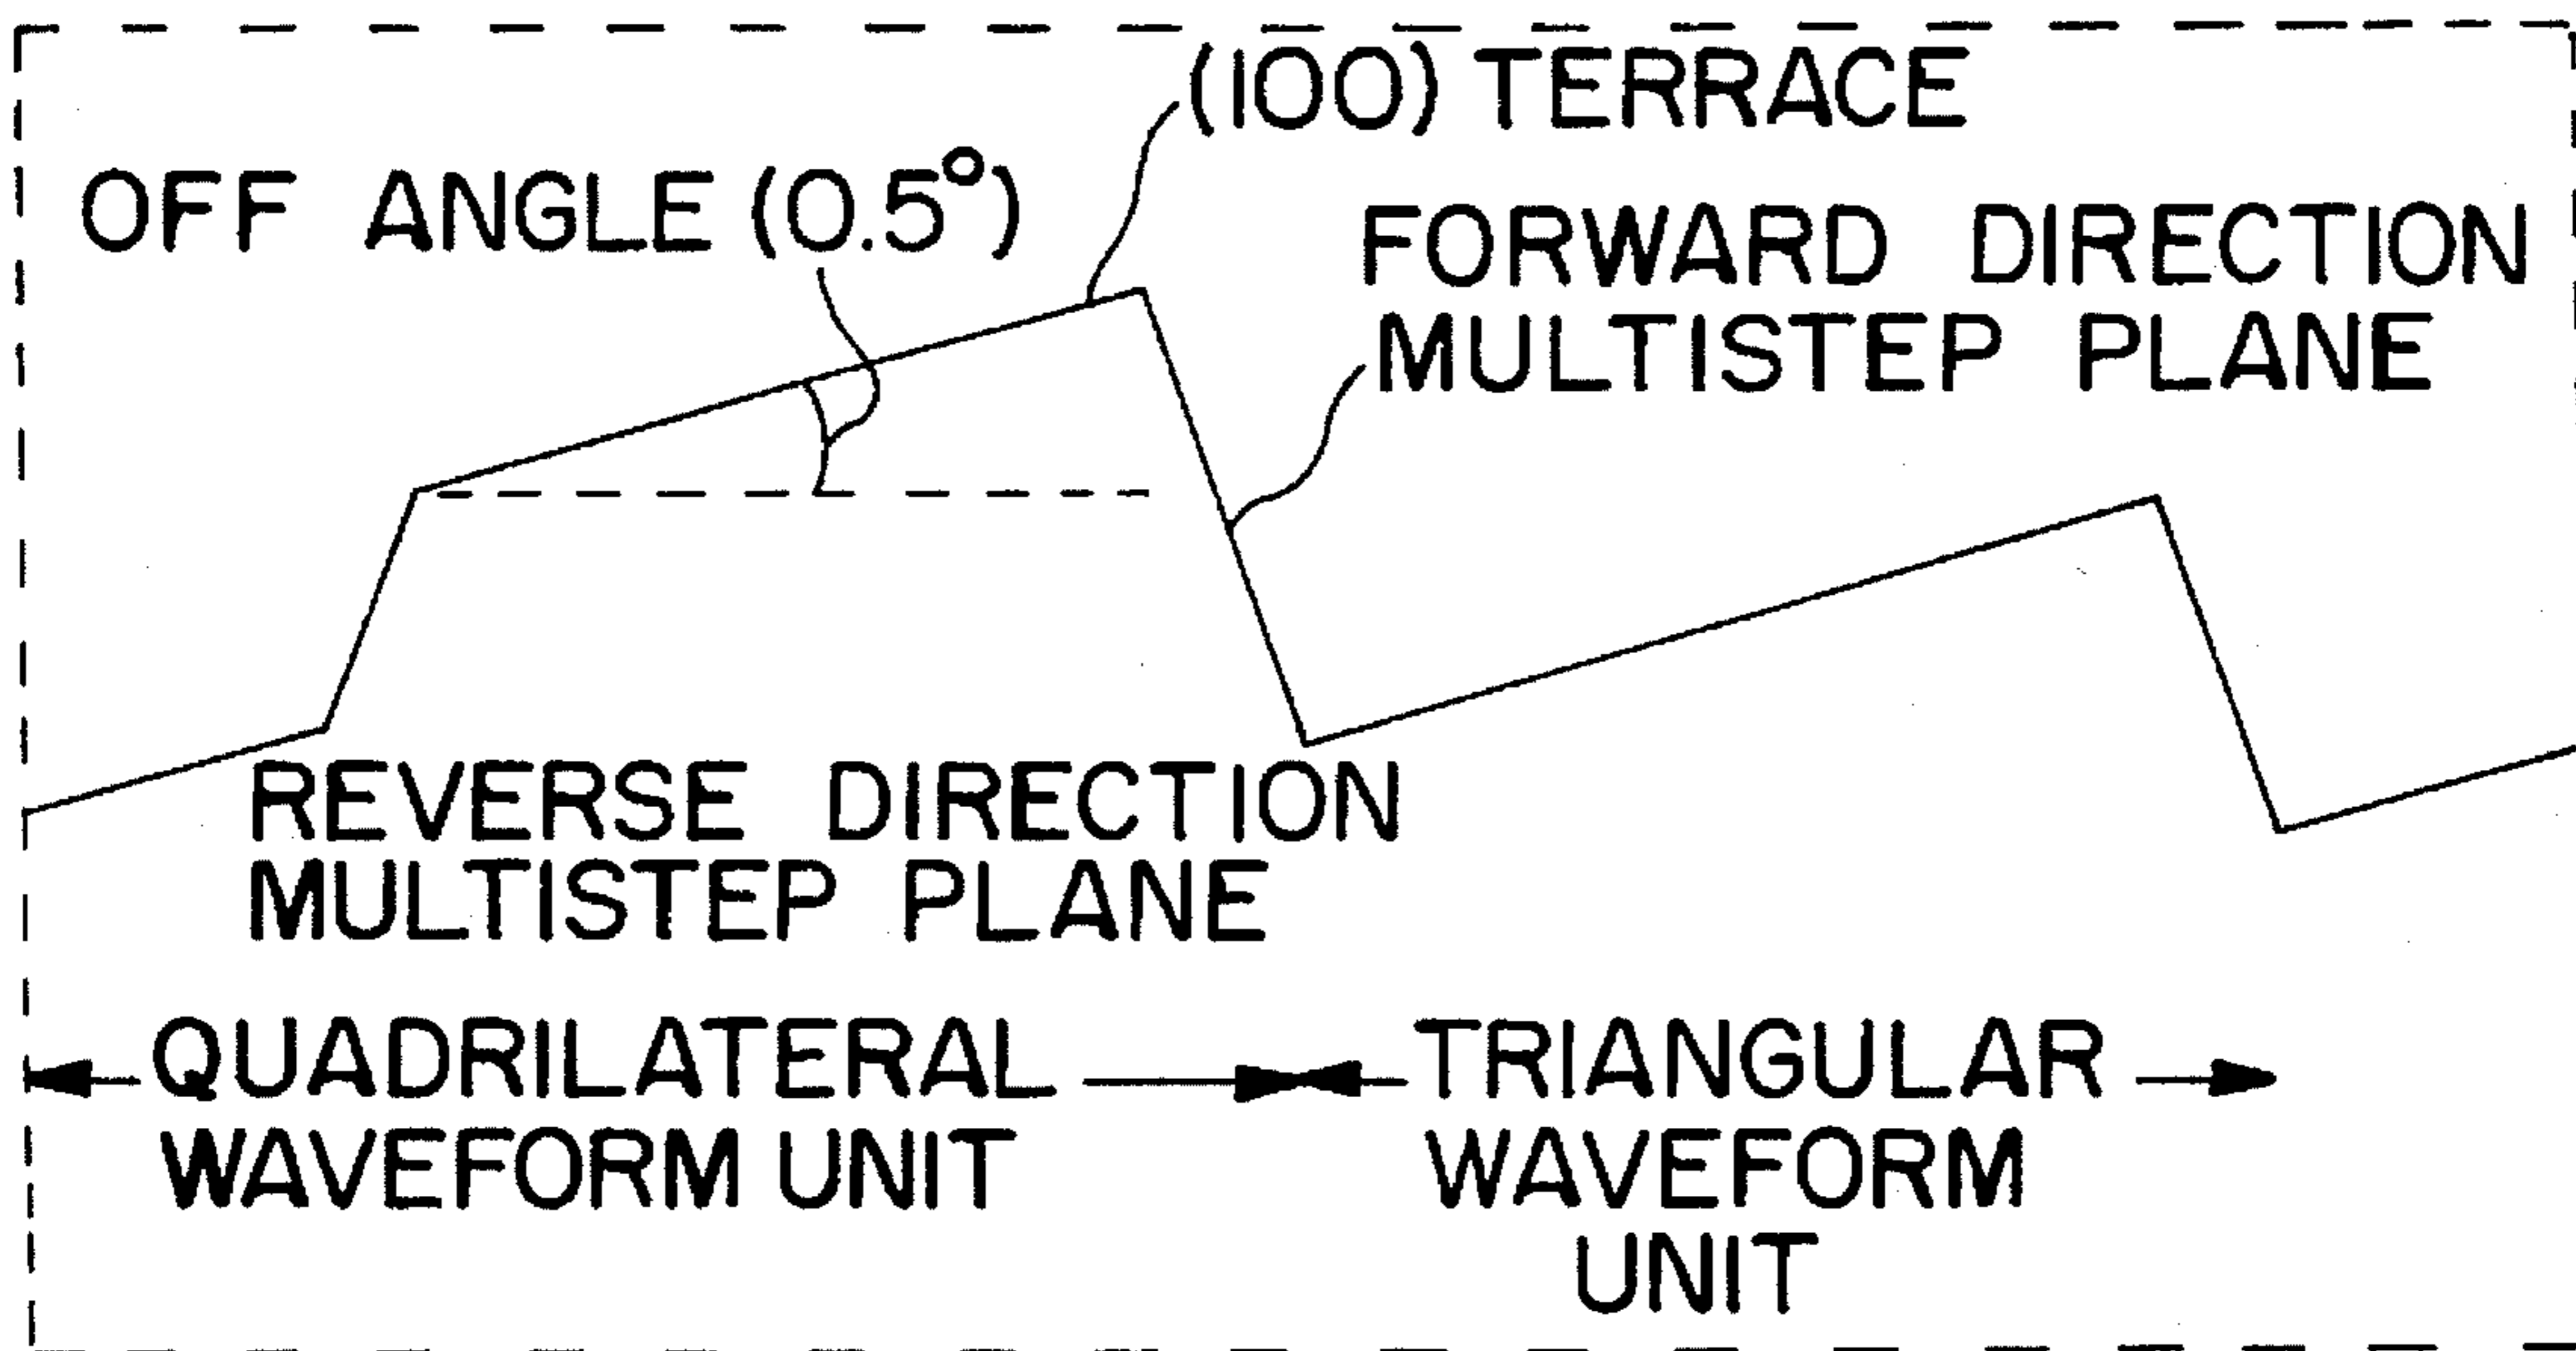 (100) TERRACE
OFF ANGLE (0.5°)
FORWARD DIRECTION
MULTISTEP PLANE
REVERSE DIRECTION
MULTISTEP PLANE
QUADRILATERAL
WAVEFORM UNIT
TRIANGULAR
WAVEFORM
UNIT